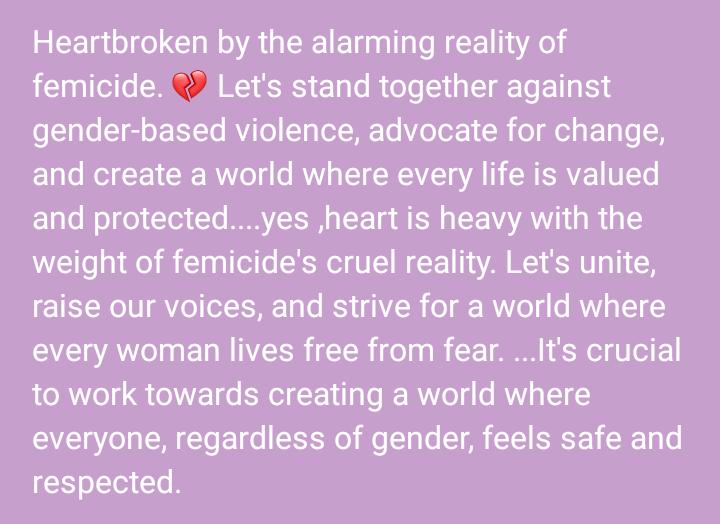 Heartbroken by the alarming reality of
femicide. 💔 Let's stand together against
gender-based violence, advocate for change,
and create a world where every life is valued
and protected....yes ,heart is heavy with the
weight of femicide's cruel reality. Let's unite,
raise our voices, and strive for a world where
every woman lives free from fear. ...It's crucial
to work towards creating a world where
everyone, regardless of gender, feels safe and
respected.